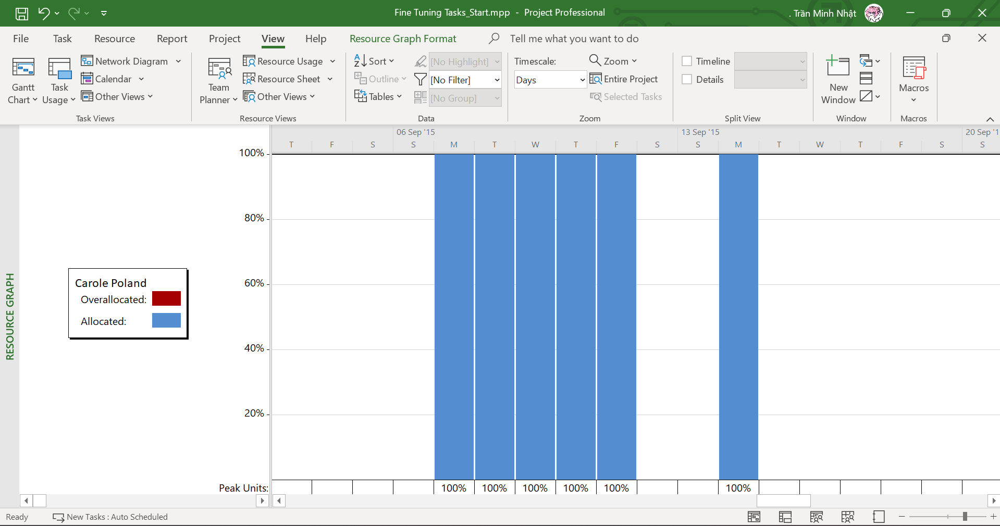 Fine Tuning Tasks_Start.mpp - Project Professional
. Trần Minh Nhật
File Task Resource Report Project View Help Resource Graph Format Tell me what you want to do
Gantt Chart
Task Usage
Network Diagram
Calendar
Other Views
Task Views
Team Planner
Resource Usage
Resource Sheet
Other Views
Resource Views
Sort
Outline
Tables
[No Highlight]
[No Filter]
[No Group]
Data
Timescale:
Days
Zoom
Entire Project
Selected Tasks
Zoom
Timeline
Details
Split View
New Window
Window
Macros
Macros
06 Sep '15 13 Sep '15 20 Sep '1
T F S S M T W T F S S M T W T F S S
100%
80%
60%
40%
20%
RESOURCE GRAPH
Carole Poland
Overallocated:
Allocated:
Peak Units: 100% 100% 100% 100% 100% 100%
Ready New Tasks : Auto Scheduled